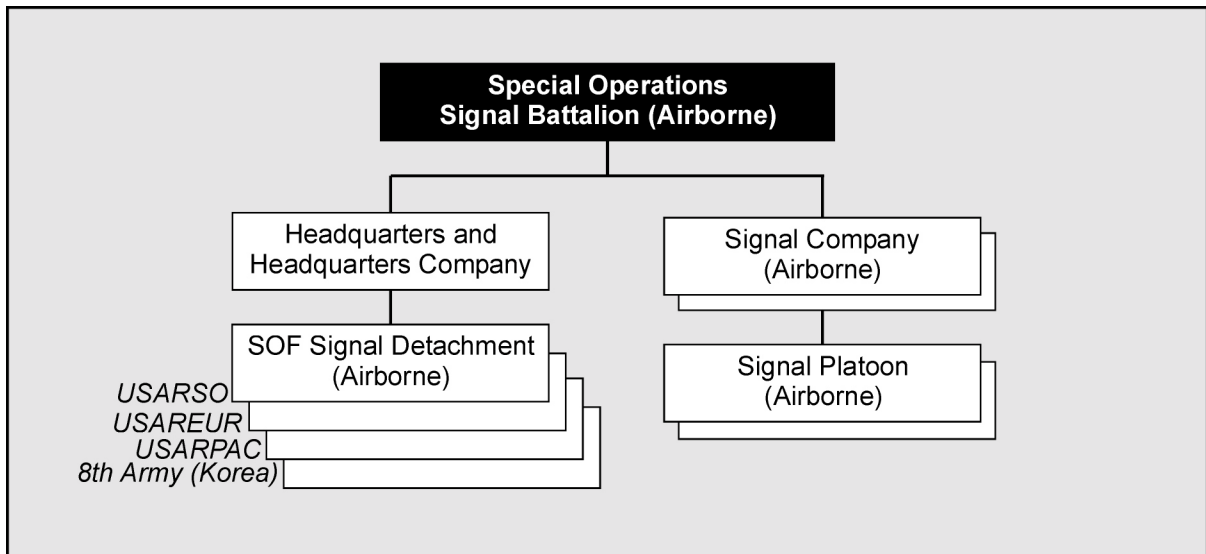 Special Operations
Signal Battalion (Airborne)
Headquarters and
Headquarters Company
Signal Company
(Airborne)
SOF Signal Detachment
(Airborne)
Signal Platoon
(Airborne)
USARSO
USAREUR
USARPAC
8th Army (Korea)